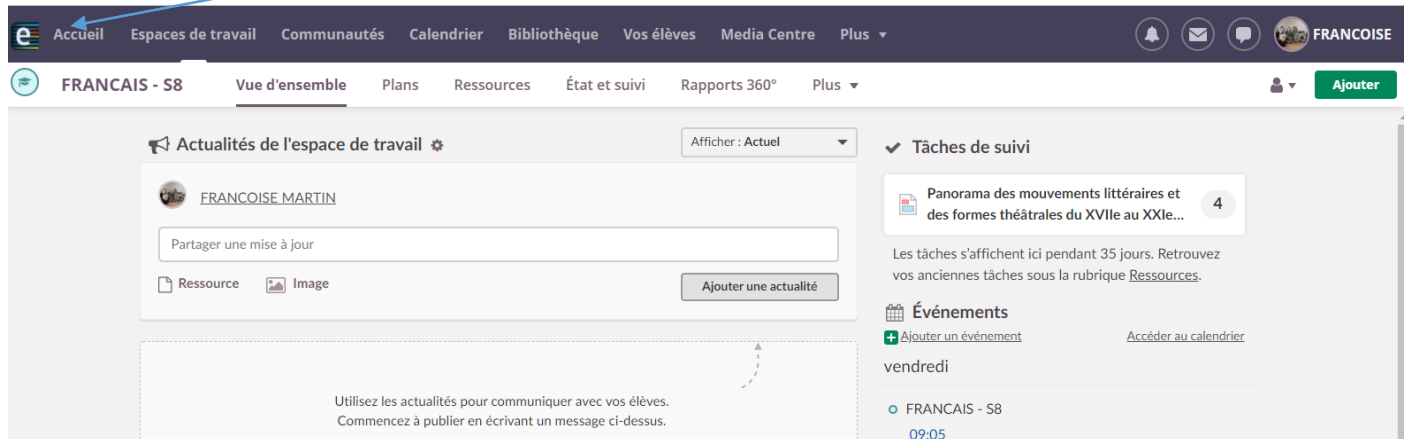 e Accueil Espaces de travail Communautés Calendrier Bibliothèque Vos élèves Media Centre Plus FRANCOISE
FRANCAIS - S8 Vue d'ensemble Plans Ressources État et suivi Rapports 360° Plus Ajouter
Actualités de l'espace de travail
Afficher : Actuel
FRANCOISE MARTIN
Partager une mise à jour
Ressource Image Ajouter une actualité
Utilisez les actualités pour communiquer avec vos élèves.
Commencez à publier en écrivant un message ci-dessus.
Tâches de suivi
Panorama des mouvements littéraires et
des formes théâtrales du XVIIe au XXIe...
4
Les tâches s'affichent ici pendant 35 jours. Retrouvez
vos anciennes tâches sous la rubrique Ressources.
Événements
Ajouter un événement Accéder au calendrier
vendredi
FRANCAIS - S8
09:05